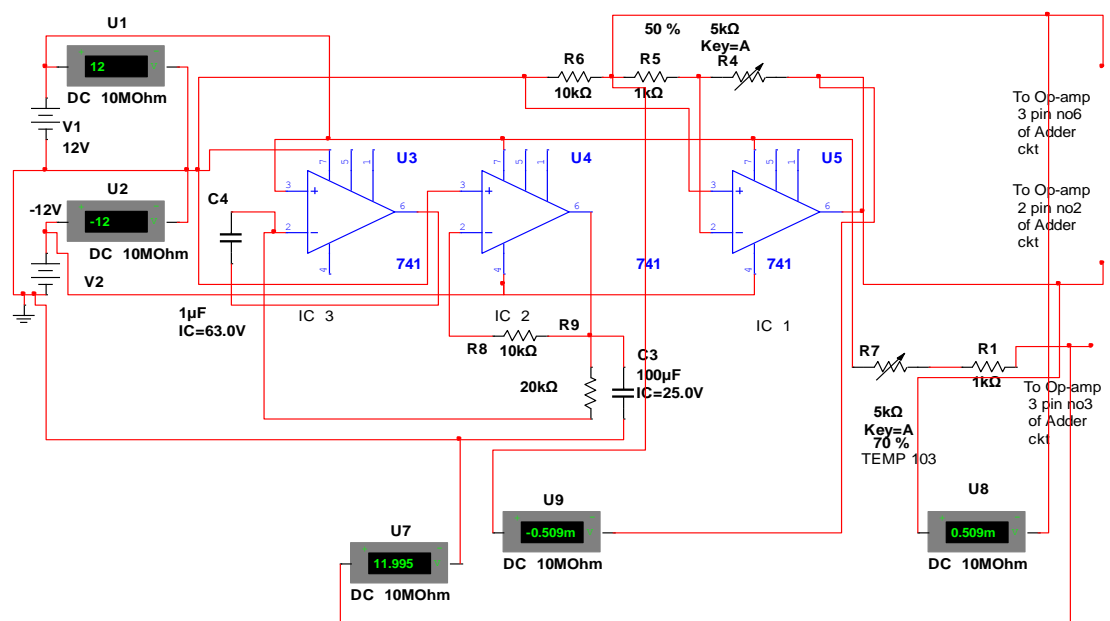 U1
12
DC 10MOhm
V1
12V
U2
-12V
-12
DC 10MOhm
V2
50 %
5kΩ
Key=A
R4
R6
10kΩ
R5
1kΩ
To Op-amp
3 pin no6
of Adder
ckt
To Op-amp
2 pin no2
of Adder
ckt
C4
1µF
IC=63.0V
7
5
1
U3
3
2
6
4
741
IC 3
7
5
1
U4
3
2
6
4
741
IC 2
7
5
1
U5
3
2
6
4
741
IC 1
R8
10kΩ
R9
20kΩ
C3
100µF
IC=25.0V
R7
5kΩ
Key=A
70 %
TEMP 103
R1
1kΩ
To Op-amp
3 pin no3
of Adder
ckt
U7
11.995
DC 10MOhm
U9
-0.509m
DC 10MOhm
U8
0.509m
DC 10MOhm